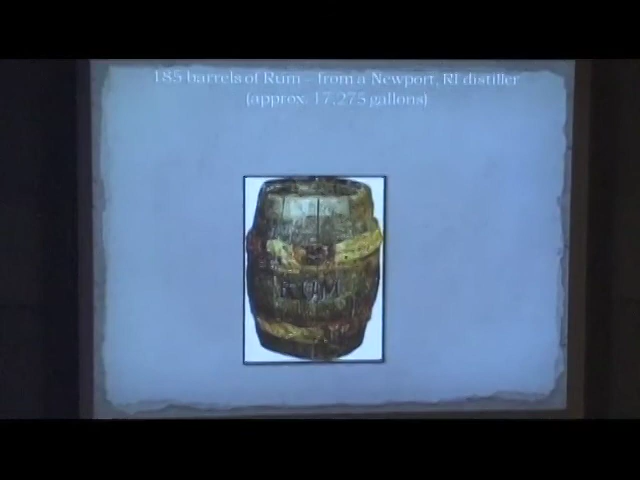 185 barrels of Rum – from a Newport, RI distiller
(approx. 17,275 gallons)
RUM